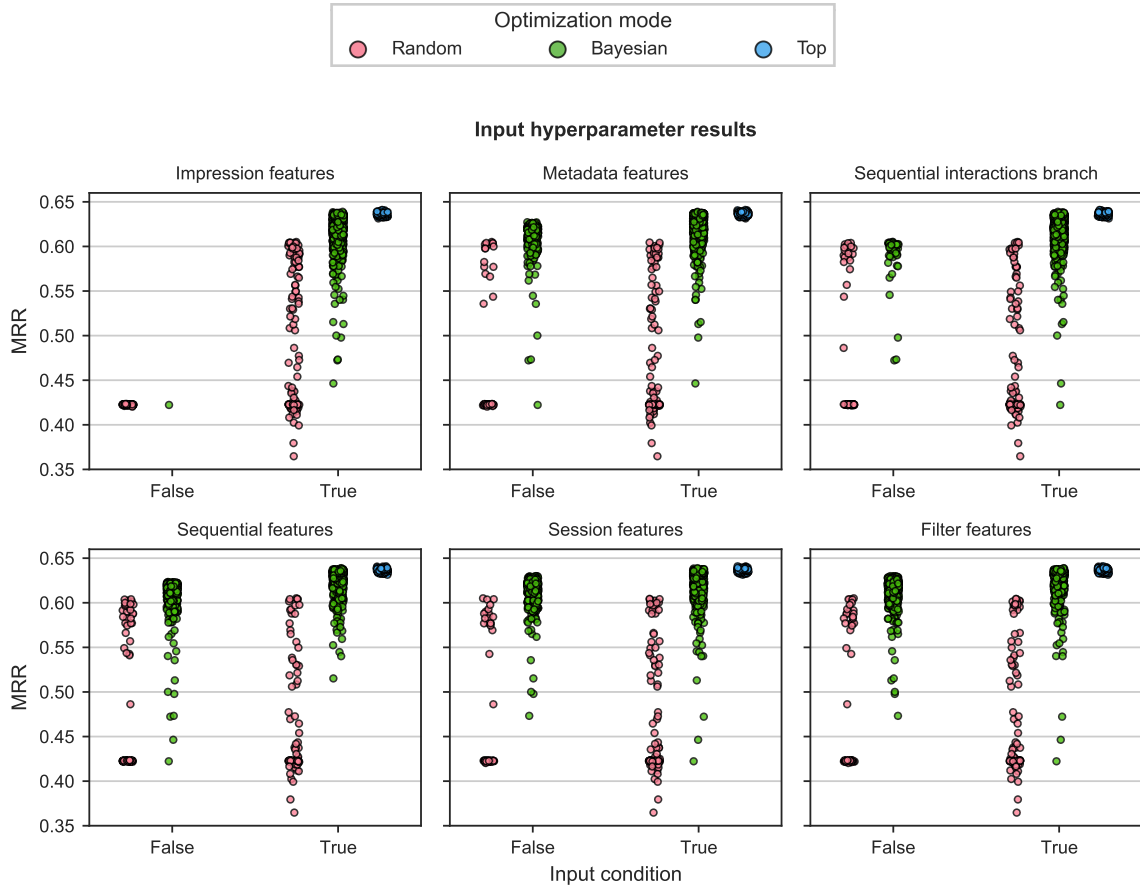 Optimization mode
Random Bayesian Top
Input hyperparameter results
Impression features Metadata features Sequential interactions branch
0.65
0.60
0.55
0.50
0.45
0.40
0.35
MRR
False True False True False True
Sequential features Session features Filter features
0.65
0.60
0.55
0.50
0.45
0.40
0.35
MRR
False True False True False True
Input condition